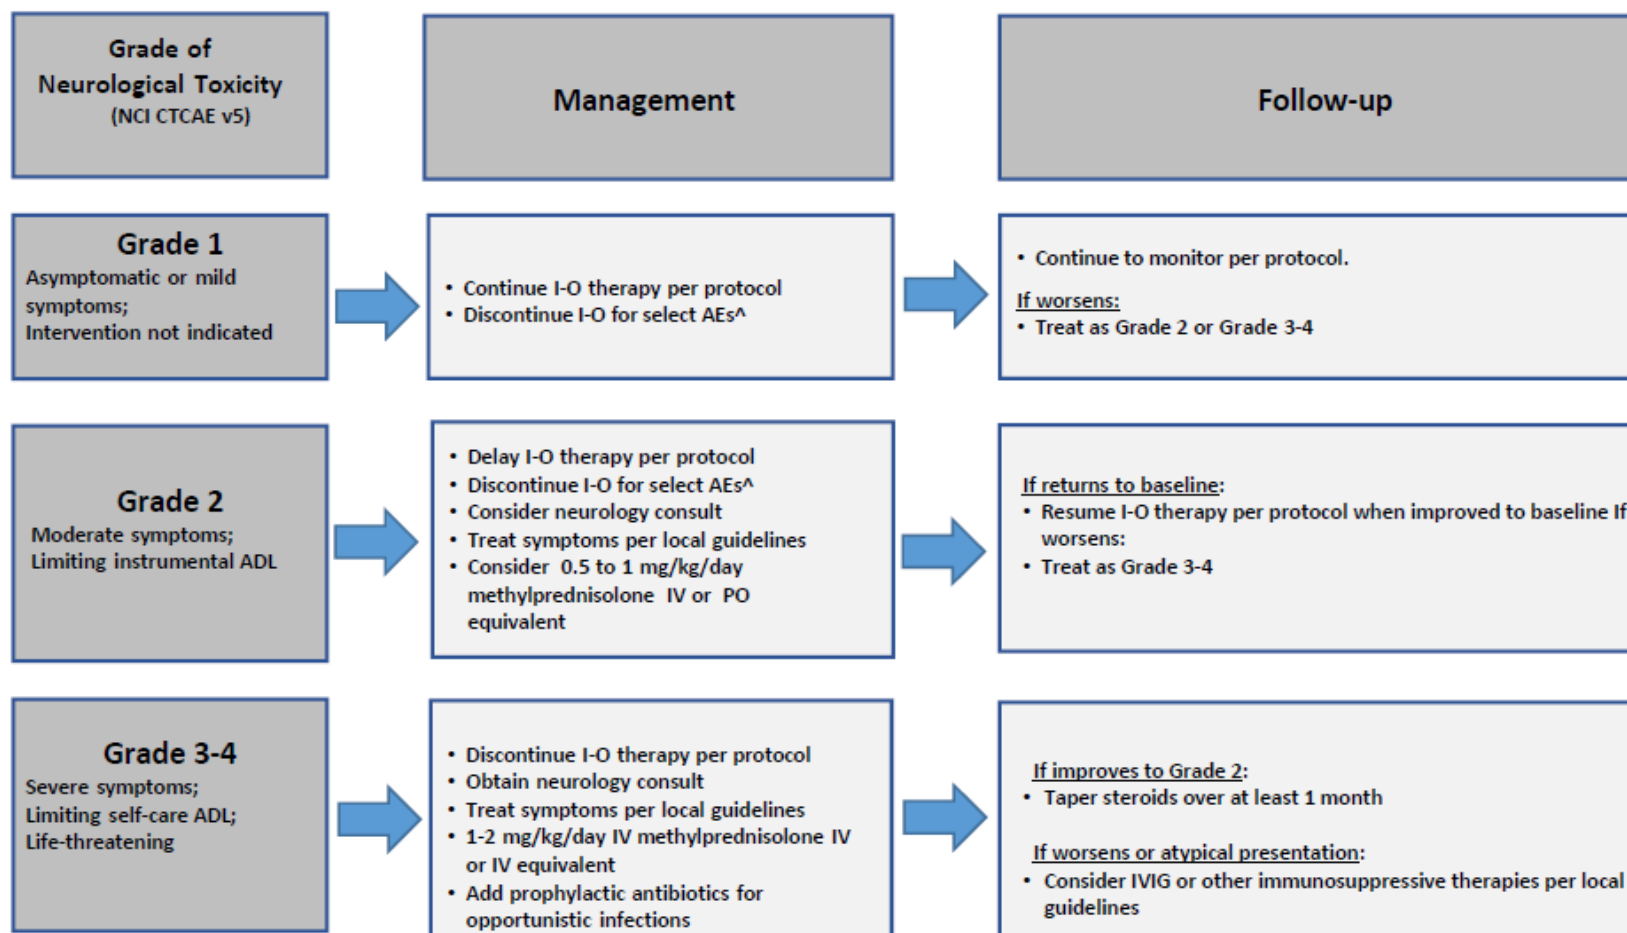 Grade of
Neurological Toxicity
(NCI CTCAE v5)
Management
Follow-up
Grade 1
Asymptomatic or mild
symptoms;
Intervention not indicated
• Continue I-O therapy per protocol
• Discontinue I-O for select AEs^
• Continue to monitor per protocol.
If worsens:
• Treat as Grade 2 or Grade 3-4
Grade 2
Moderate symptoms;
Limiting instrumental ADL
• Delay I-O therapy per protocol
• Discontinue I-O for select AEs^
• Consider neurology consult
• Treat symptoms per local guidelines
• Consider 0.5 to 1 mg/kg/day
methylprednisolone IV or PO
equivalent
If returns to baseline:
• Resume I-O therapy per protocol when improved to baseline If
worsens:
• Treat as Grade 3-4
Grade 3-4
Severe symptoms;
Limiting self-care ADL;
Life-threatening
• Discontinue I-O therapy per protocol
• Obtain neurology consult
• Treat symptoms per local guidelines
• 1-2 mg/kg/day IV methylprednisolone IV
or IV equivalent
• Add prophylactic antibiotics for
opportunistic infections
If improves to Grade 2:
• Taper steroids over at least 1 month
If worsens or atypical presentation:
• Consider IVIG or other immunosuppressive therapies per local
guidelines